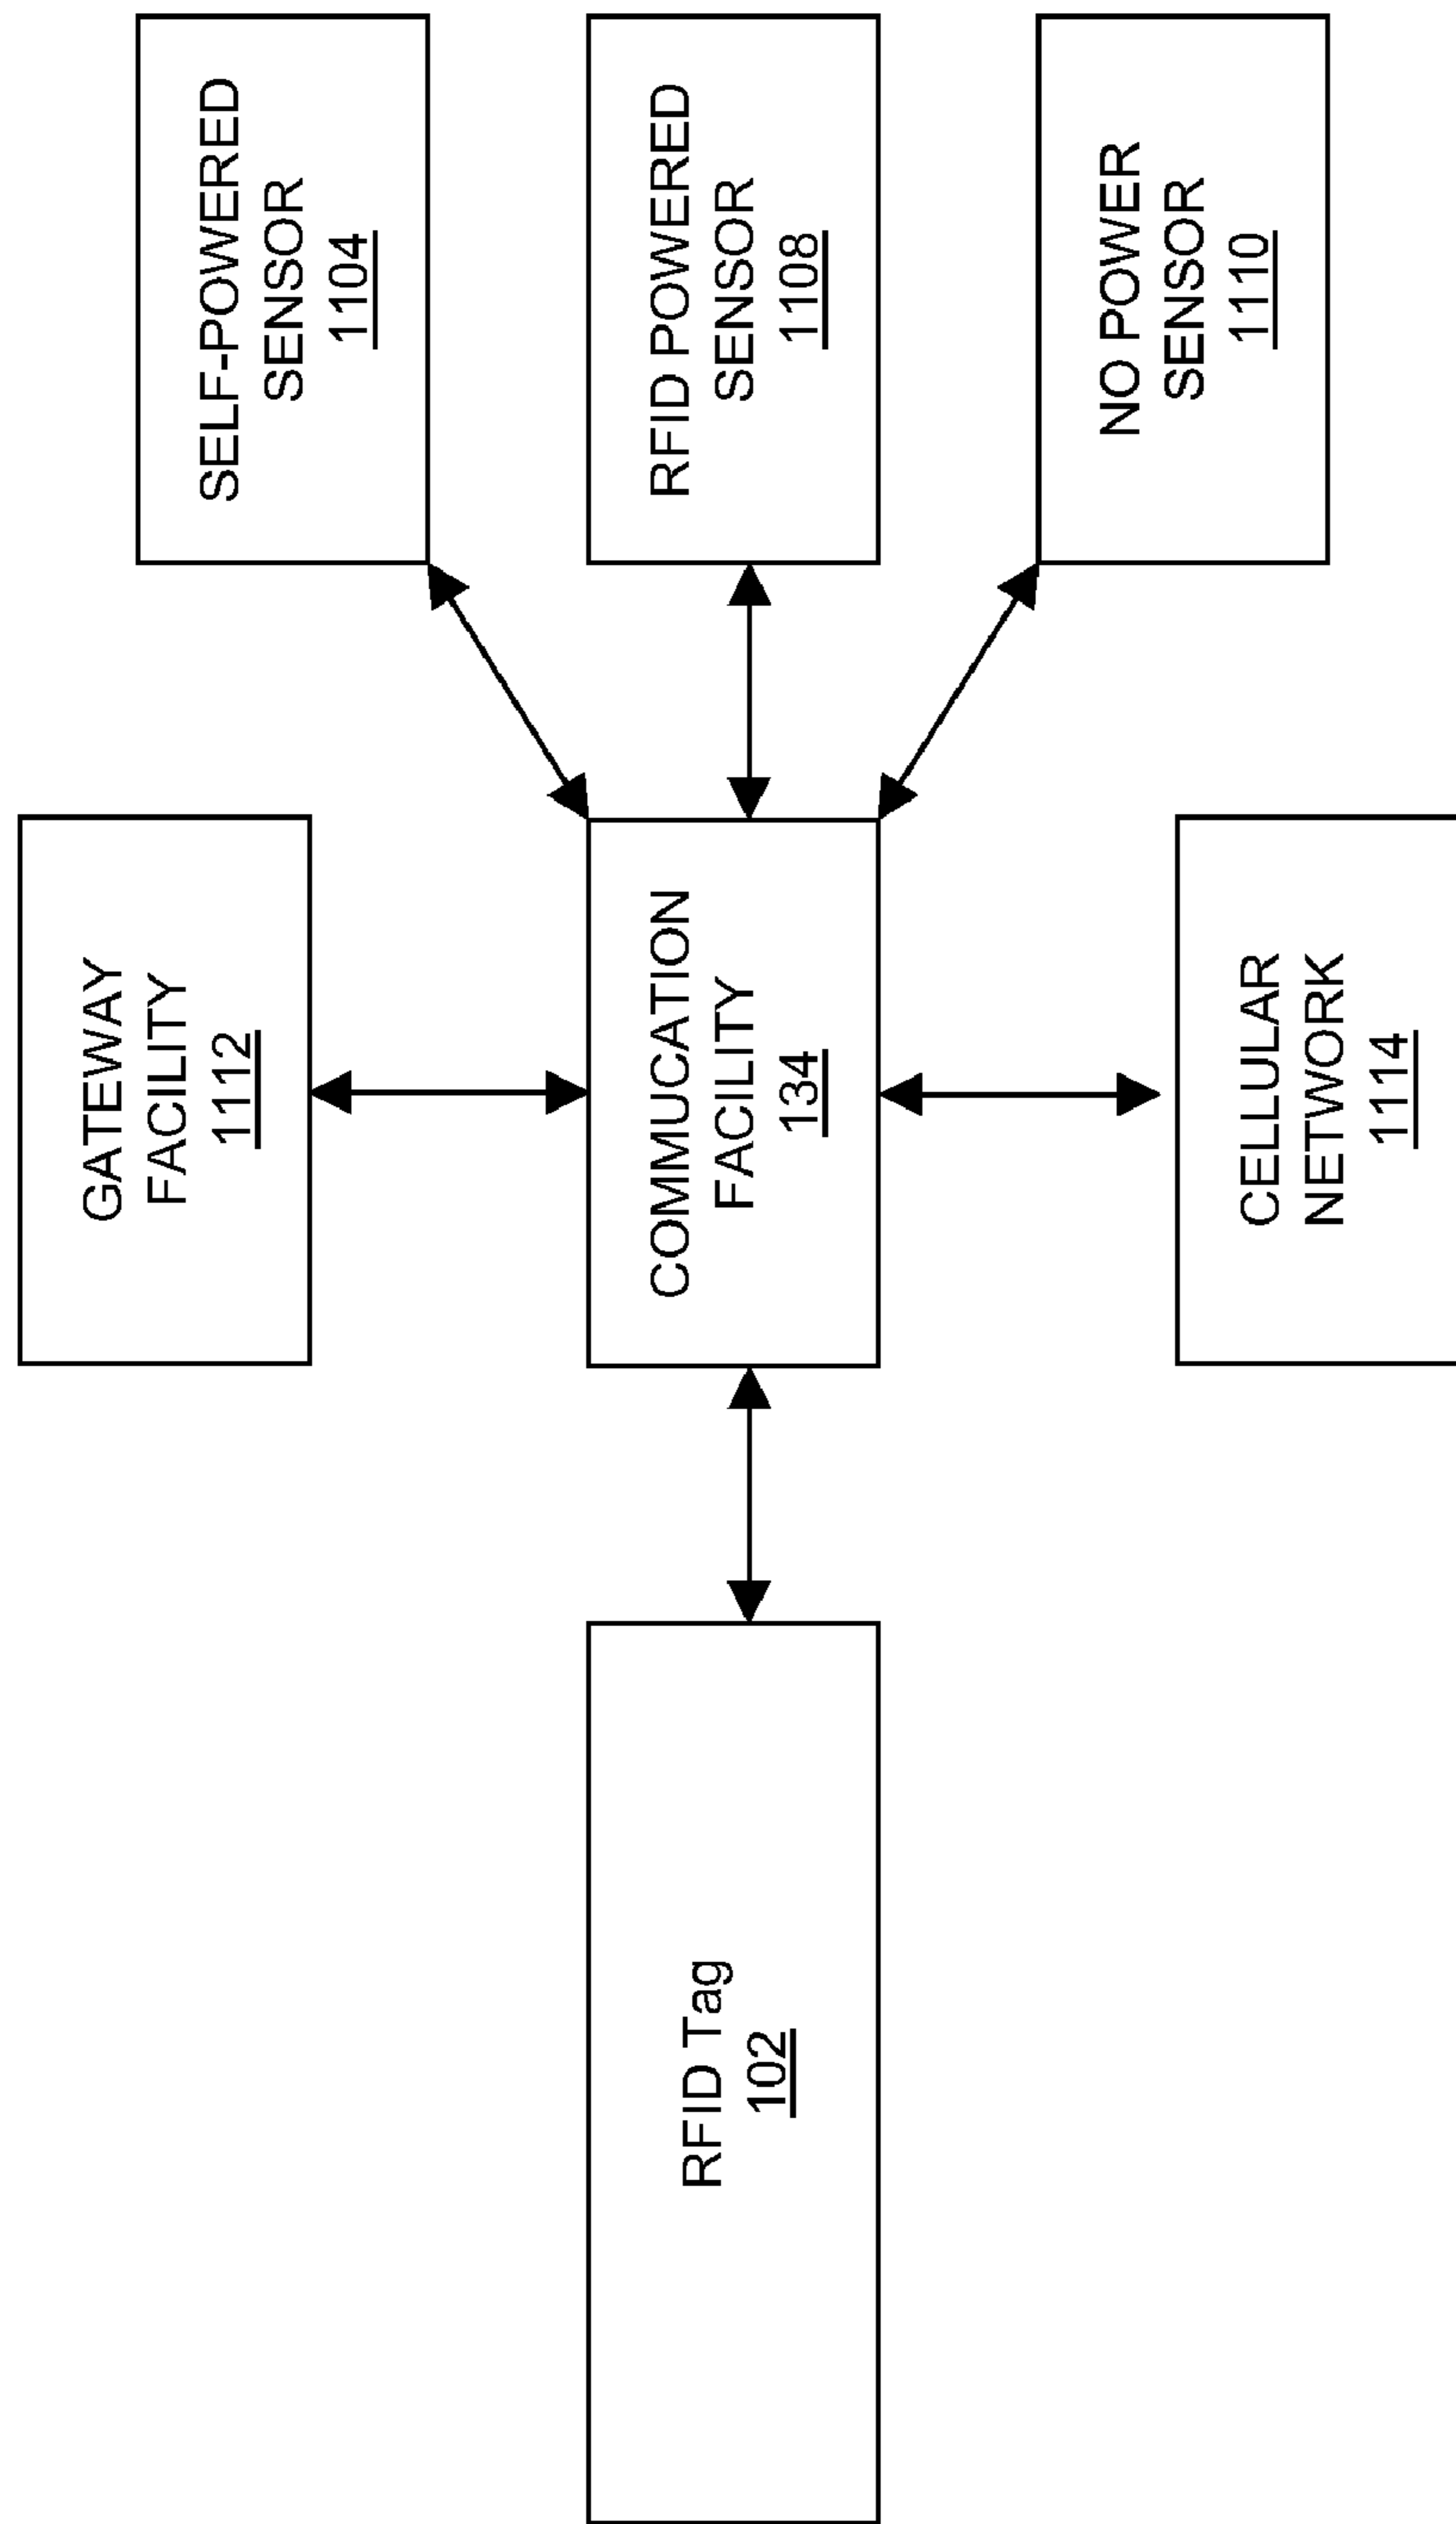 GATEWAY
FACILITY
1112
SELF-POWERED
SENSOR
1104
RFID Tag
102
COMMUCATION
FACILITY
134
RFID POWERED
SENSOR
1108
NO POWER
SENSOR
1110
CELLULAR
NETWORK
1114